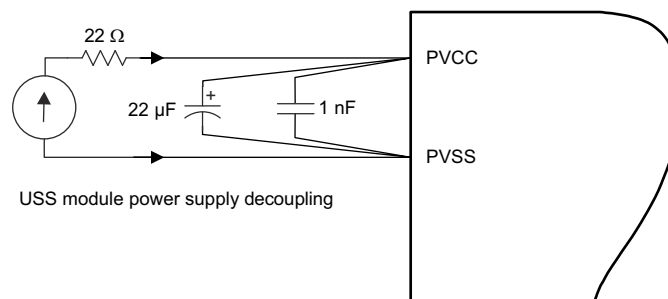 22 Ω
PVCC
+
22 µF
1 nF
PVSS
USS module power supply decoupling